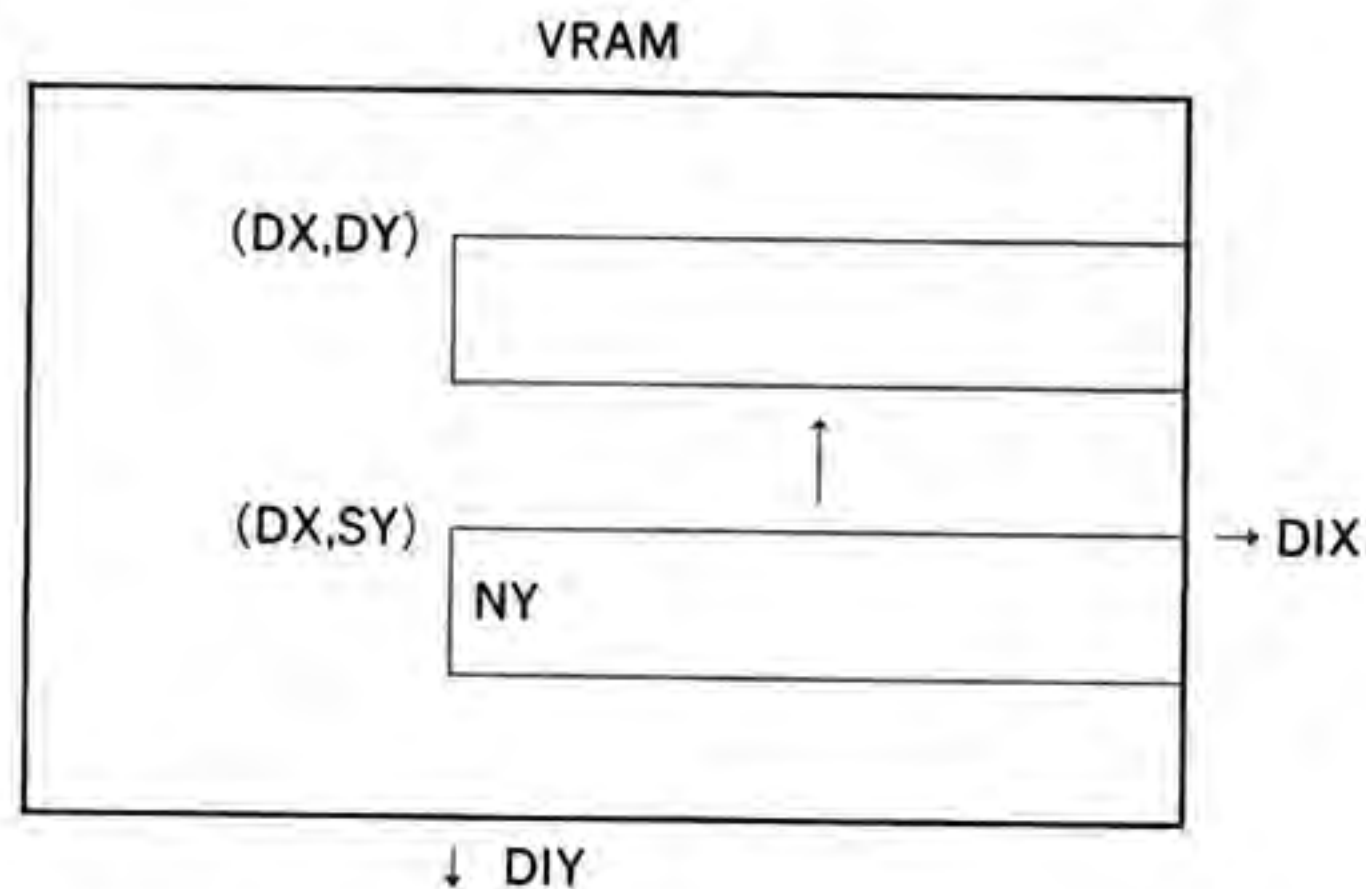 VRAM
(DX,DY)
(DX,SY)
→ DIX
NY
↓ DIY